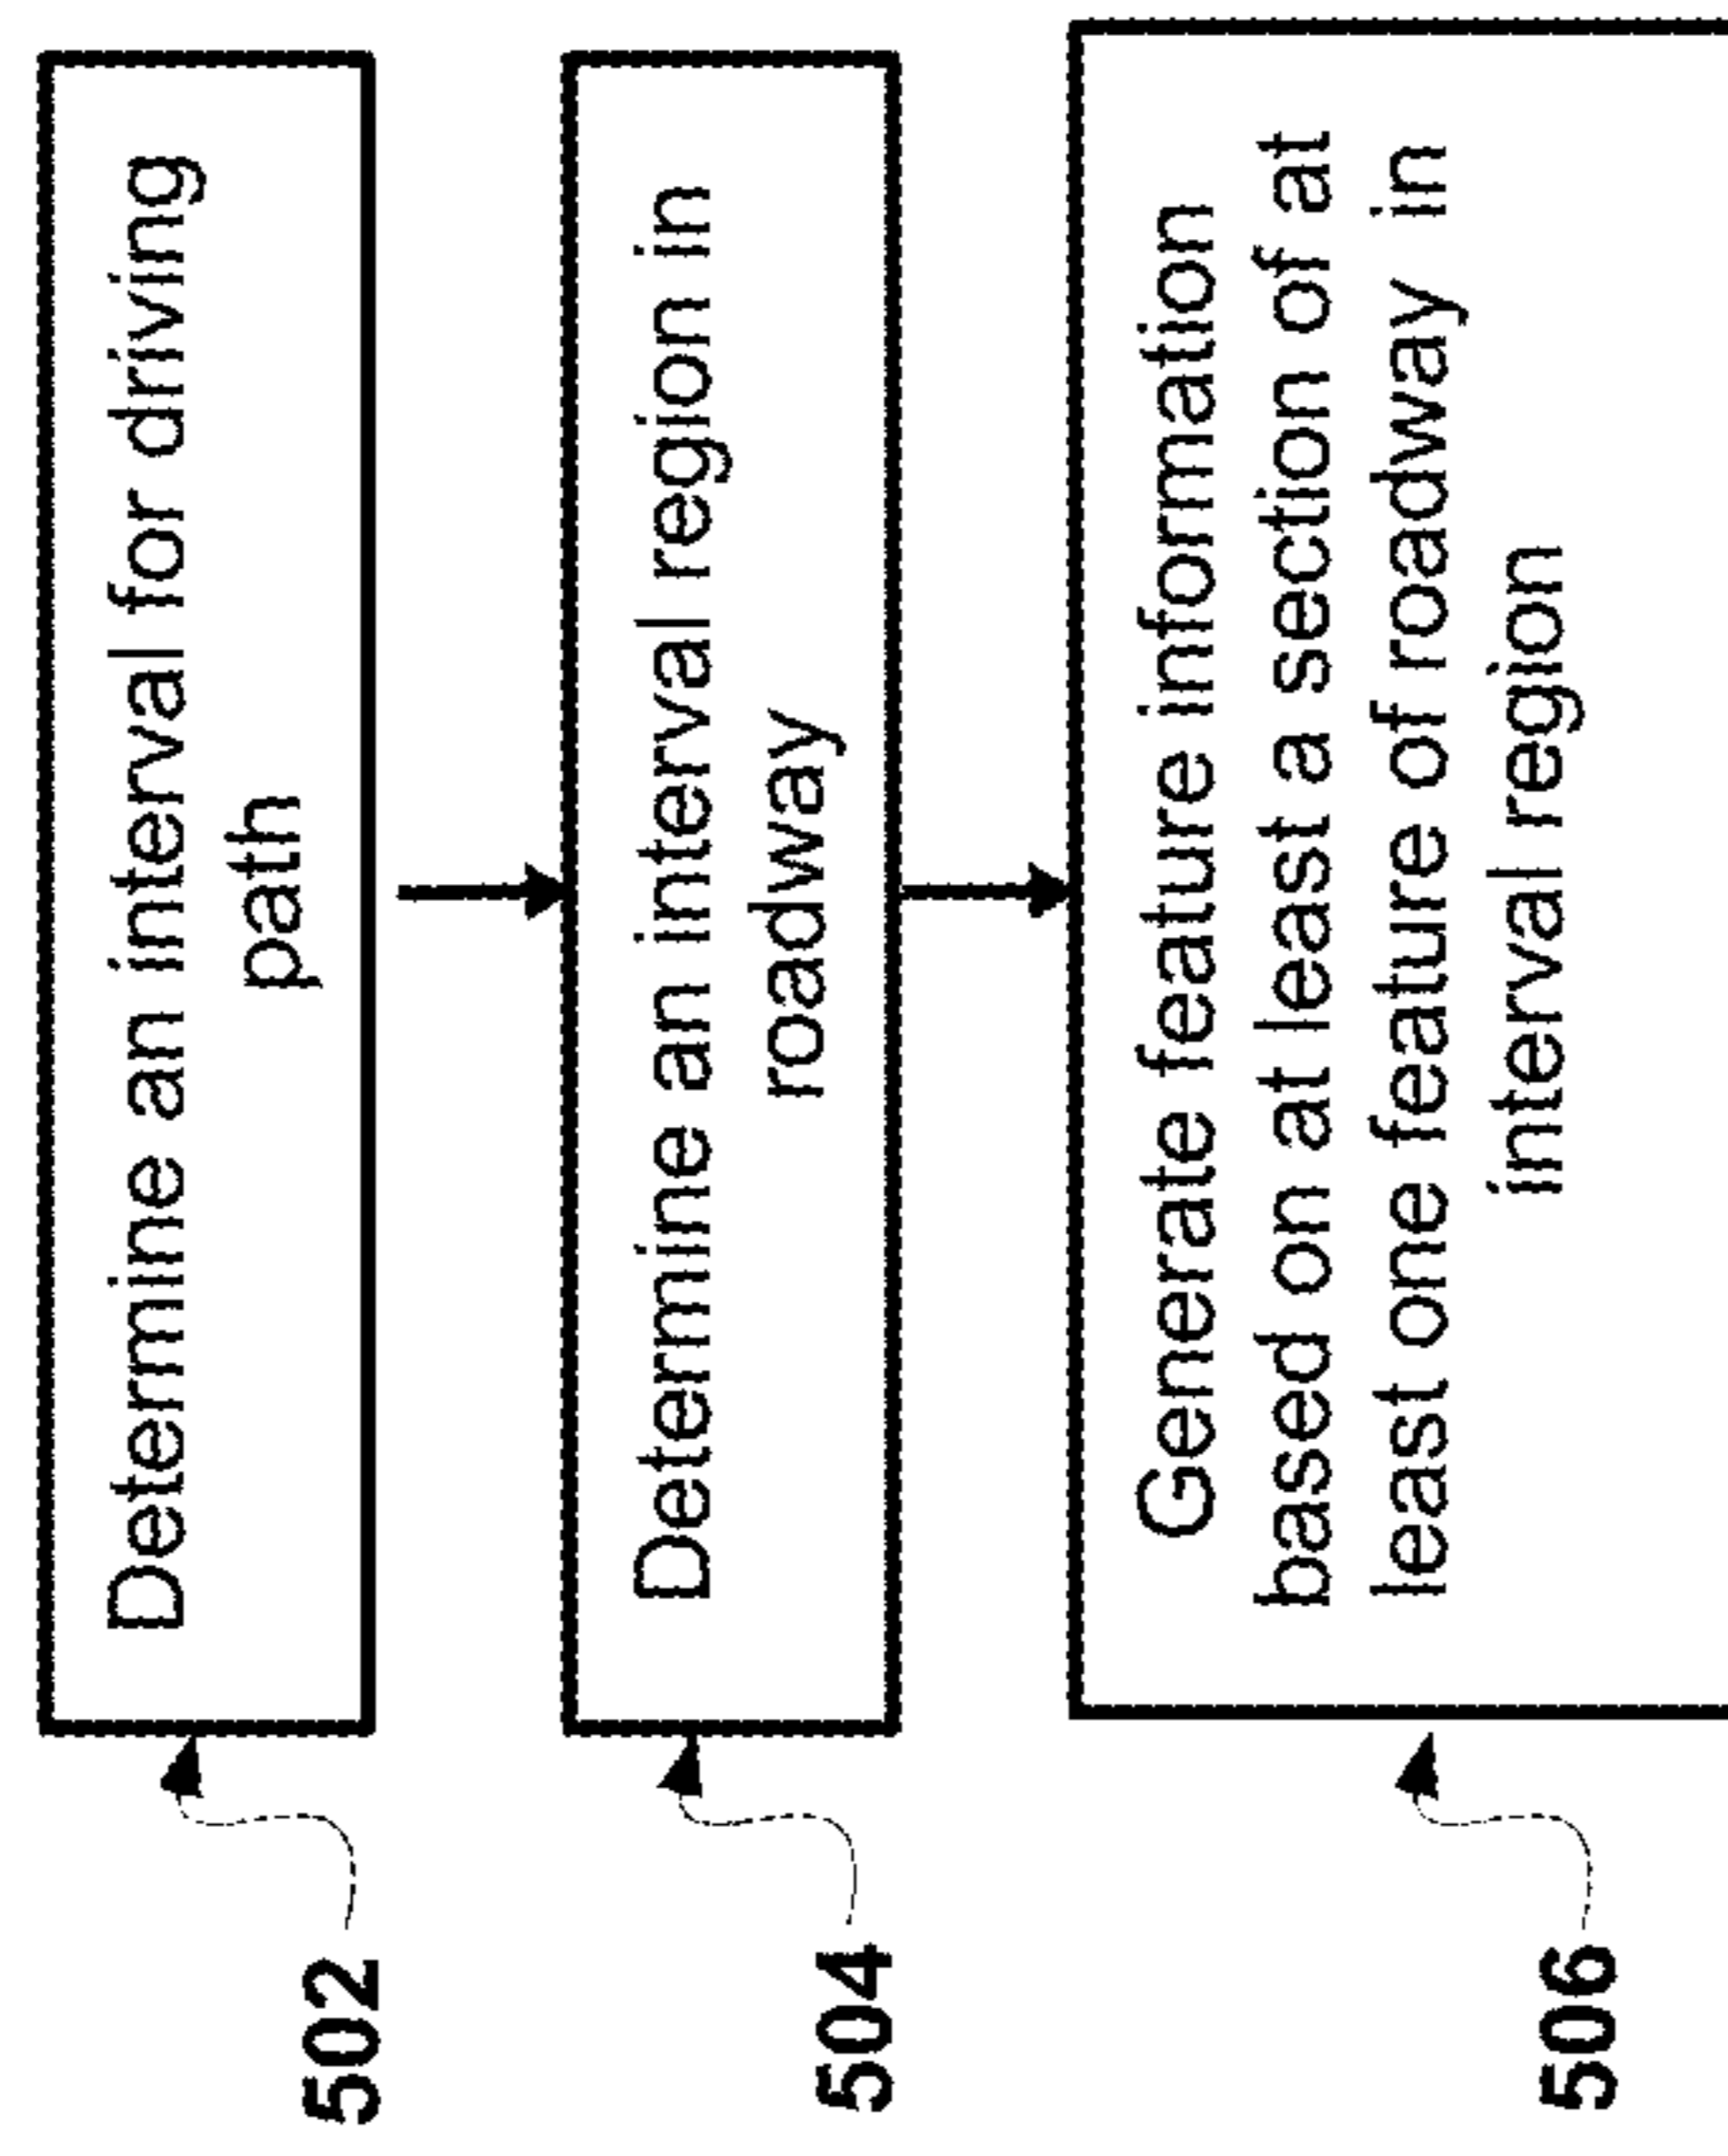 502
Determine an interval for driving
path
504
Determine an interval region in
roadway
506
Generate feature information
based on at least a section of at
least one feature of roadway in
interval region